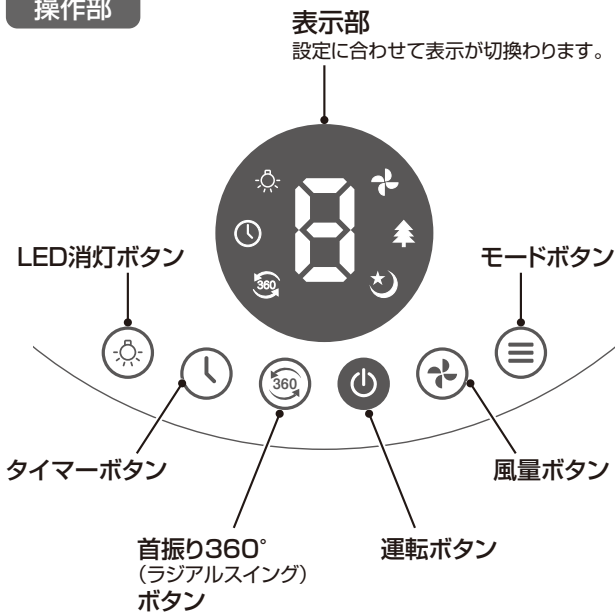 操作部
表示部
設定に合わせて表示が切換わります。
8
360
LED消灯ボタン
モードボタン
360
タイマーボタン
風量ボタン
首振り360°
（ラジアルスイング）
ボタン
運転ボタン